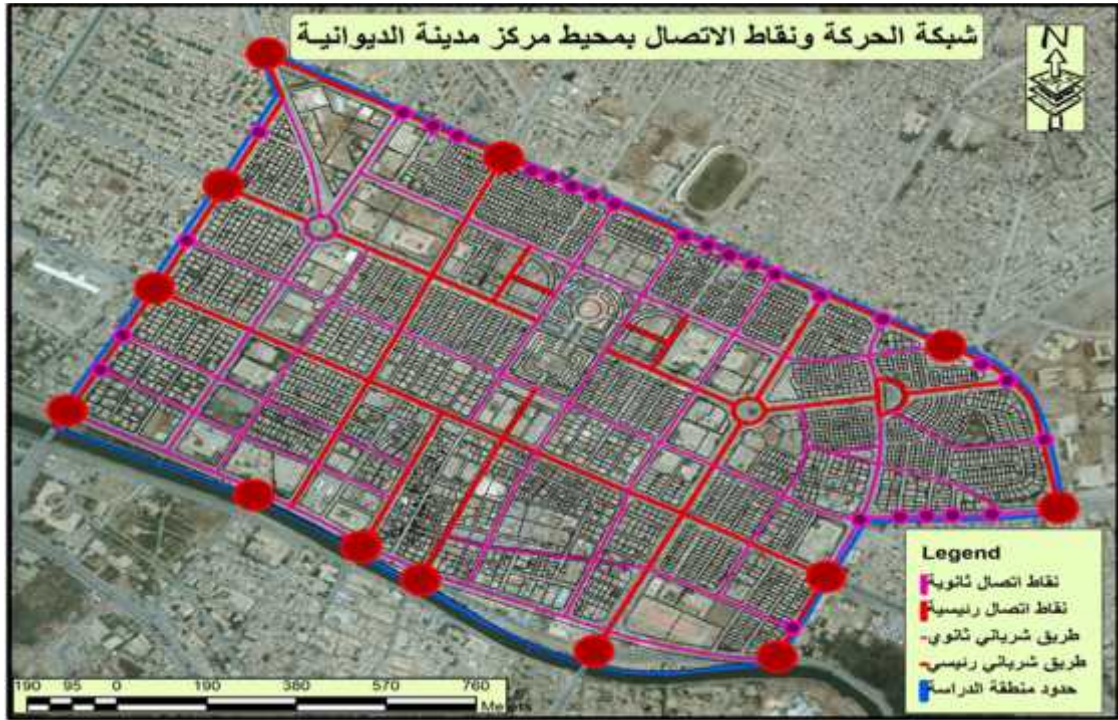 شبكة الحركة ونقاط الاتصال بمحيط مركز مدينة الديوانية
N
Legend
نقاط اتصال ثانوية
نقاط اتصال رئيسية
طريق شرياني ثانوي
طريق شرياني رئيسي
حدود منطقة الدراسة
190 95 0 190 380 570 760
Meters